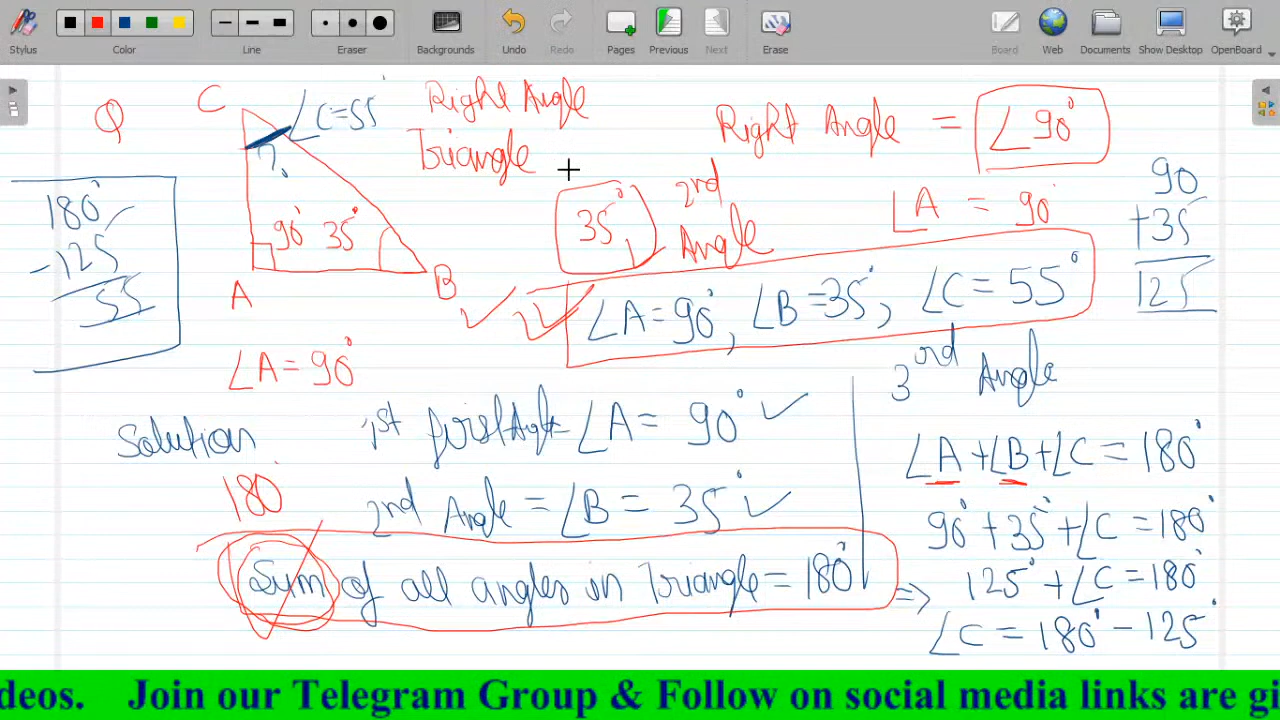 Stylus
Color
Line
Eraser
Backgrounds
Undo
Redo
Pages
Previous
Next
Erase
Board
Web
Documents
Show Desktop
OpenBoard
Q
C
∠C=55°
?
90° 35°
A
B
∠A=90°
Right Angle
Triangle
Right Angle = ∠90°
35° 2nd
Angle
∠A = 90°
90
+35
125
180°
-125
55
∠A=90°, ∠B=35°, ∠C=55°
Solution
1st first Angle=∠A= 90°
2nd Angle = ∠B = 35°
180
Sum of all angles in Triangle=180°
3rd Angle
∠A+∠B+∠C=180°
90°+35°+∠C=180°
=> 125°+∠C=180°
∠C=180°-125°
deos. Join our Telegram Group & Follow on social media links are gi